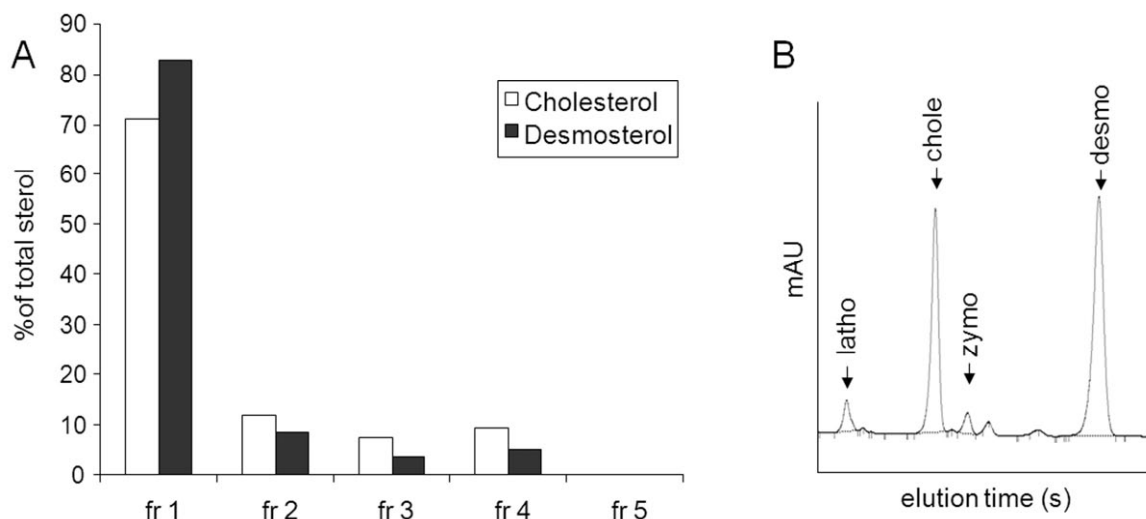 A
90
80
70
60
50
40
30
20
10
0
%of total sterol
Cholesterol
Desmosterol
fr 1 fr 2 fr 3 fr 4 fr 5
B
mAU
latho
chole
zymo
desmo
elution time (s)